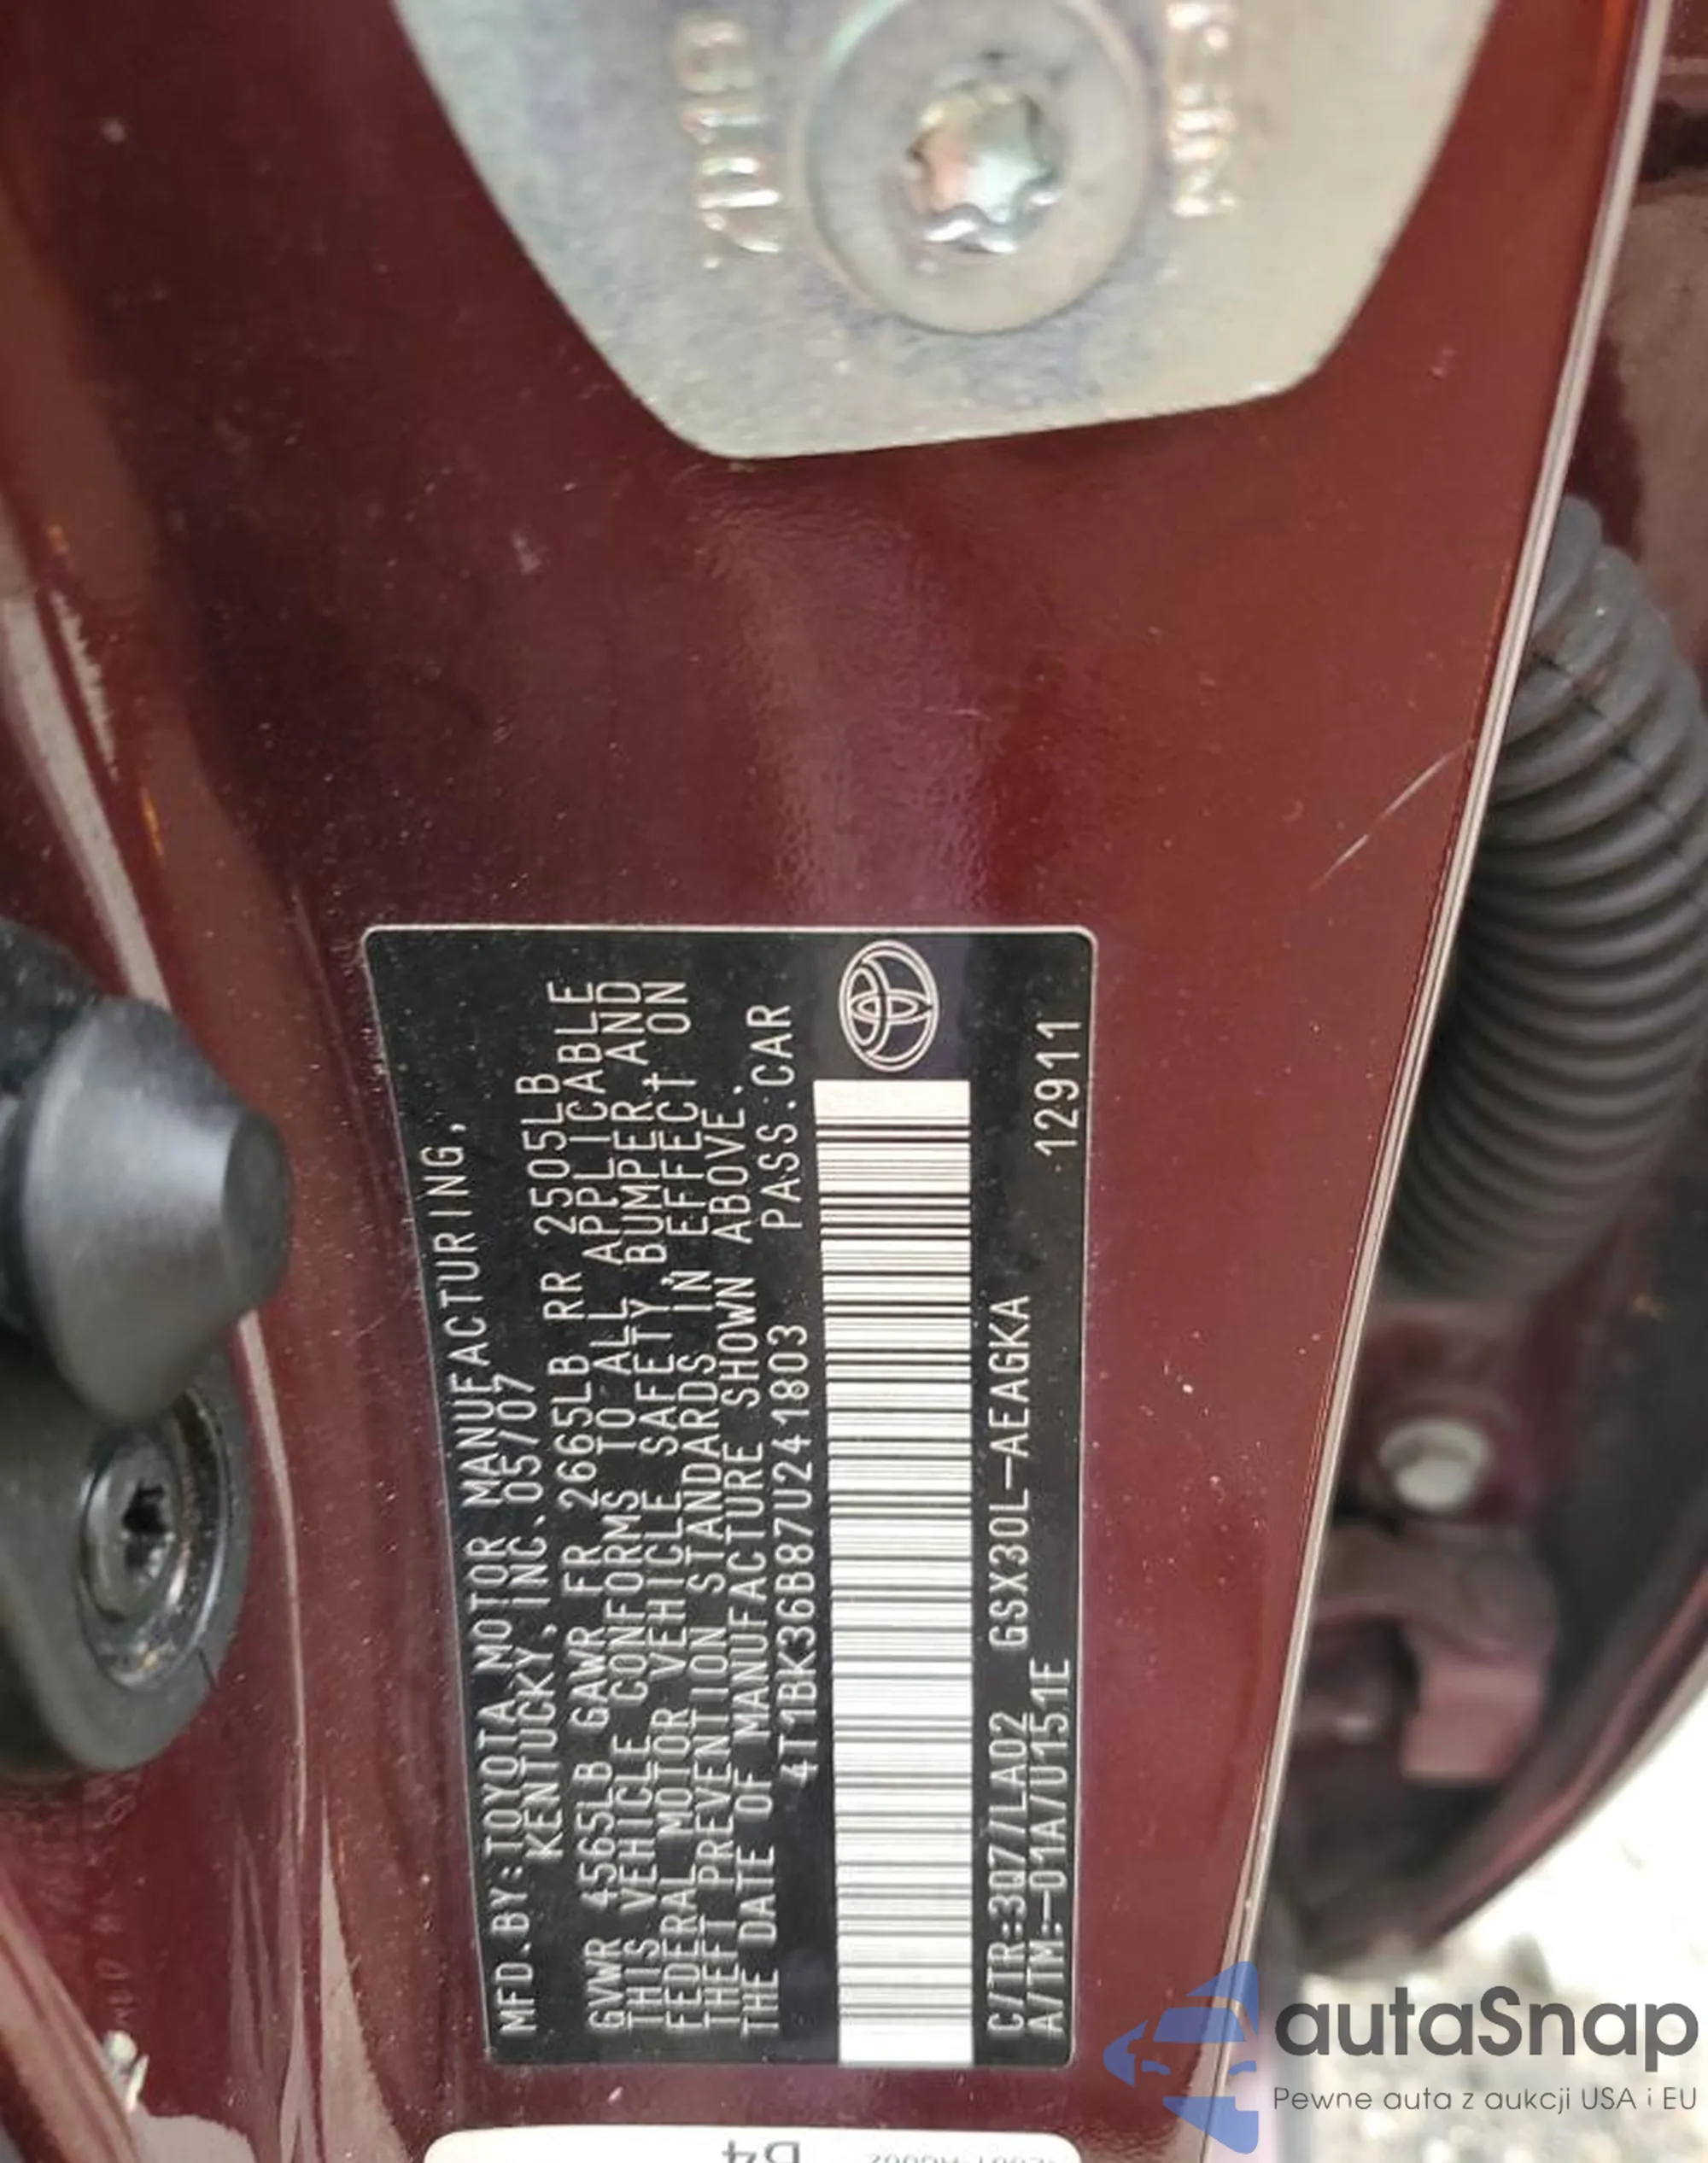 MFD.BY:TOYOTA MOTOR MANUFACTURING,
KENTUCKY, INC.05/07
GVWR 4565LB GAWR FR 2665LB RR 2505LB
THIS VEHICLE CONFORMS TO ALL APPLICABLE
FEDERAL MOTOR VEHICLE SAFETY,BUMPER,AND
THEFT PREVENTION STANDARDS IN EFFECT ON
THE DATE OF MANUFACTURE SHOWN ABOVE.
4T1BK36B87U241803 PASS.CAR
C/TR:3Q7/LA02 GSX30L-AEAGKA 12911
A/TM:-01A/U151E
autaSnap
Pewne auta z aukcji USA i EU